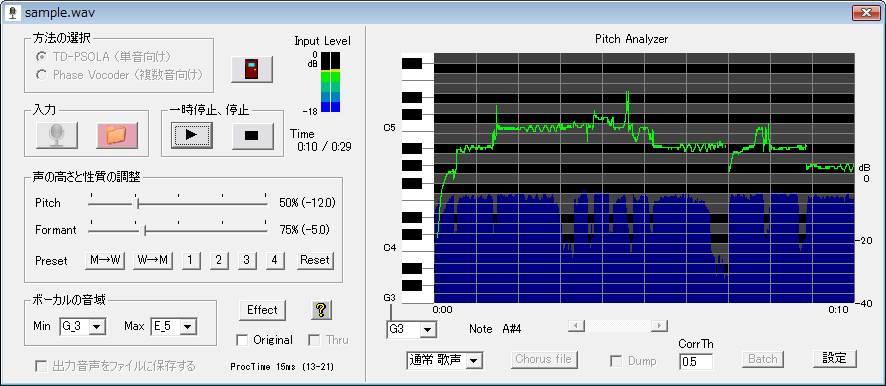 sample.wav
方法の選択
TD-PSOLA (単音向け)
Phase Vocoder (複数音向け)
Input Level
0
dB
-18
入力
一時停止、停止
Time
0:10 / 0:29
声の高さと性質の調整
Pitch
50% (-12.0)
Formant
75% (-5.0)
Preset
M→W
W→M
1
2
3
4
Reset
ボーカルの音域
Min
G_3
Max
E_5
Effect
?
Original
Thru
出力音声をファイルに保存する
ProcTime 15ms (13-21)
Pitch Analyzer
C5
C4
G3
dB
0
-20
-40
0:00
0:10
G3
Note
A#4
通常 歌声
Chorus file
Dump
CorrTh
0.5
Batch
設定